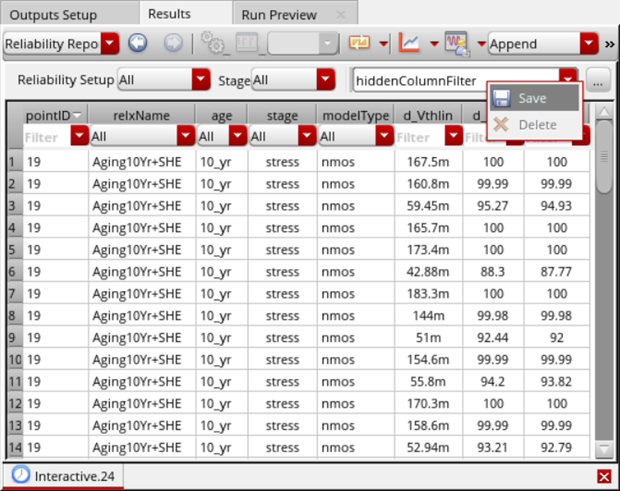 Outputs Setup Results Run Preview
Reliability Repo Append »
Reliability Setup All Stage All hiddenColumnFilter ...
Save
Delete
pointID relxName age stage modelType d_Vthlin d_
Filter All All All All Filter
1 19 Aging10Yr+SHE 10_yr stress nmos 167.5m 100 100
2 19 Aging10Yr+SHE 10_yr stress nmos 160.8m 99.99 99.99
3 19 Aging10Yr+SHE 10_yr stress nmos 59.45m 95.27 94.93
4 19 Aging10Yr+SHE 10_yr stress nmos 165.7m 100 100
5 19 Aging10Yr+SHE 10_yr stress nmos 173.4m 100 100
6 19 Aging10Yr+SHE 10_yr stress nmos 42.88m 88.3 87.77
7 19 Aging10Yr+SHE 10_yr stress nmos 183.3m 100 100
8 19 Aging10Yr+SHE 10_yr stress nmos 144m 99.98 99.98
9 19 Aging10Yr+SHE 10_yr stress nmos 51m 92.44 92
10 19 Aging10Yr+SHE 10_yr stress nmos 154.6m 99.99 99.99
11 19 Aging10Yr+SHE 10_yr stress nmos 55.8m 94.2 93.82
12 19 Aging10Yr+SHE 10_yr stress nmos 170.3m 100 100
13 19 Aging10Yr+SHE 10_yr stress nmos 158.6m 99.99 99.99
14 19 Aging10Yr+SHE 10_yr stress nmos 52.94m 93.21 92.79
Interactive.24